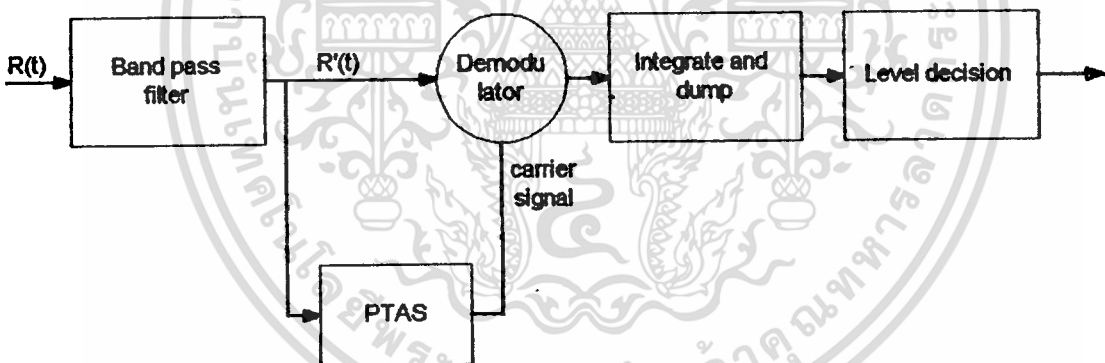 R(t)
Band pass
filter
R'(t)
Demodu
lator
Integrate and
dump
Level decision
carrier
signal
PTAS